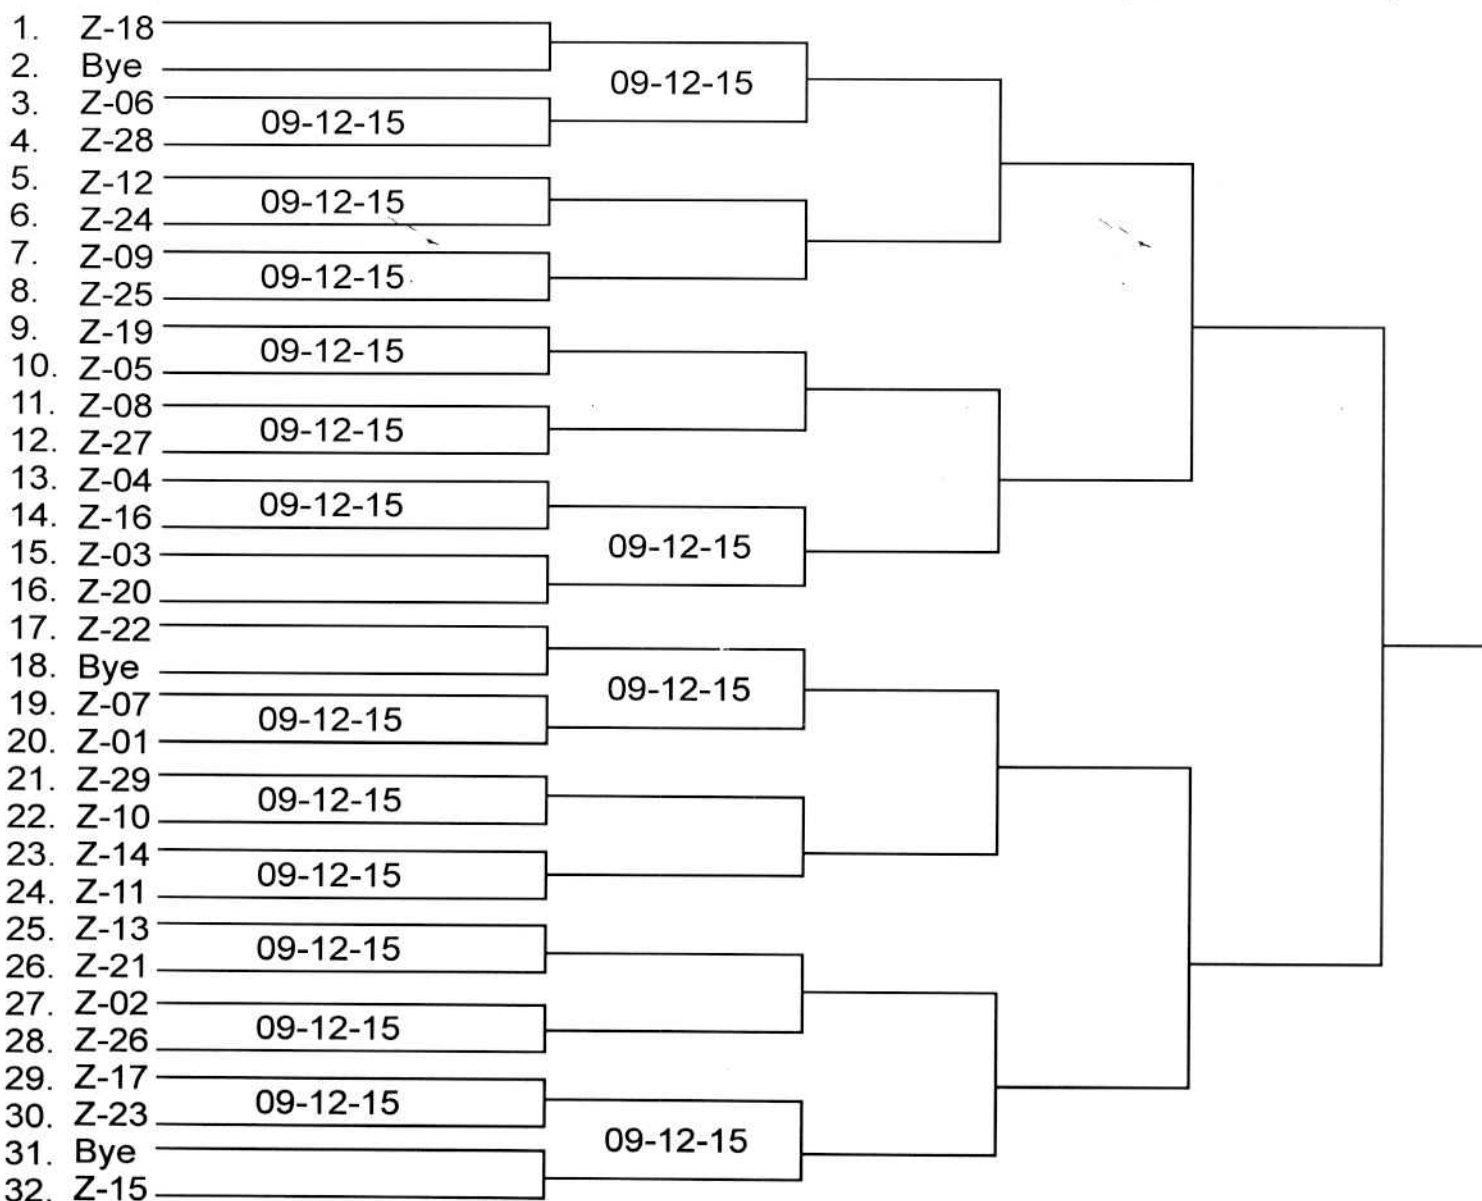 1. Z-18
2. Bye
09-12-15
3. Z-06
09-12-15
4. Z-28
5. Z-12
09-12-15
6. Z-24
7. Z-09
09-12-15
8. Z-25
9. Z-19
09-12-15
10. Z-05
11. Z-08
09-12-15
12. Z-27
13. Z-04
09-12-15
14. Z-16
09-12-15
15. Z-03
16. Z-20
17. Z-22
18. Bye
09-12-15
19. Z-07
09-12-15
20. Z-01
21. Z-29
09-12-15
22. Z-10
23. Z-14
09-12-15
24. Z-11
25. Z-13
09-12-15
26. Z-21
27. Z-02
09-12-15
28. Z-26
29. Z-17
09-12-15
30. Z-23
09-12-15
31. Bye
32. Z-15